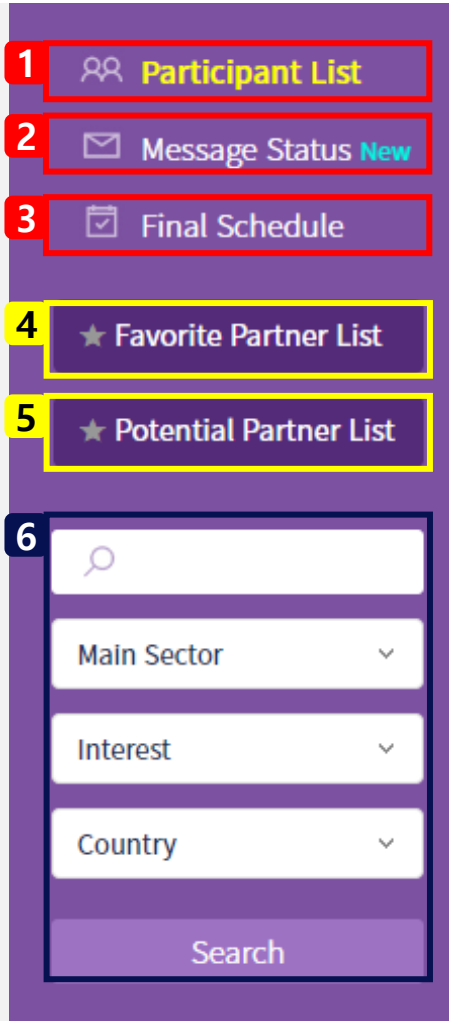 1 Participant List
2 Message Status New
3 Final Schedule
4 ★ Favorite Partner List
5 ★ Potential Partner List
6
Main Sector
Interest
Country
Search